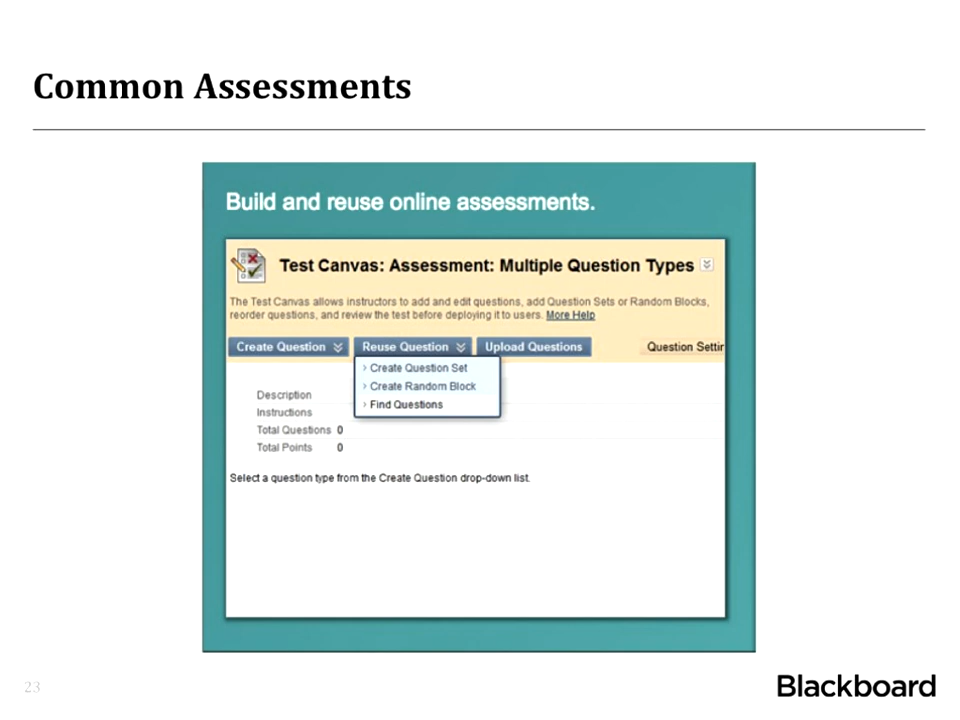 Common Assessments
Build and reuse online assessments.
Test Canvas: Assessment: Multiple Question Types
The Test Canvas allows instructors to add and edit questions, add Question Sets or Random Blocks,
reorder questions, and review the test before deploying it to users. More Help
Create Question Reuse Question Upload Questions Question Settin
> Create Question Set
> Create Random Block
> Find Questions
Description
Instructions
Total Questions 0
Total Points 0
Select a question type from the Create Question drop-down list.
23
Blackboard